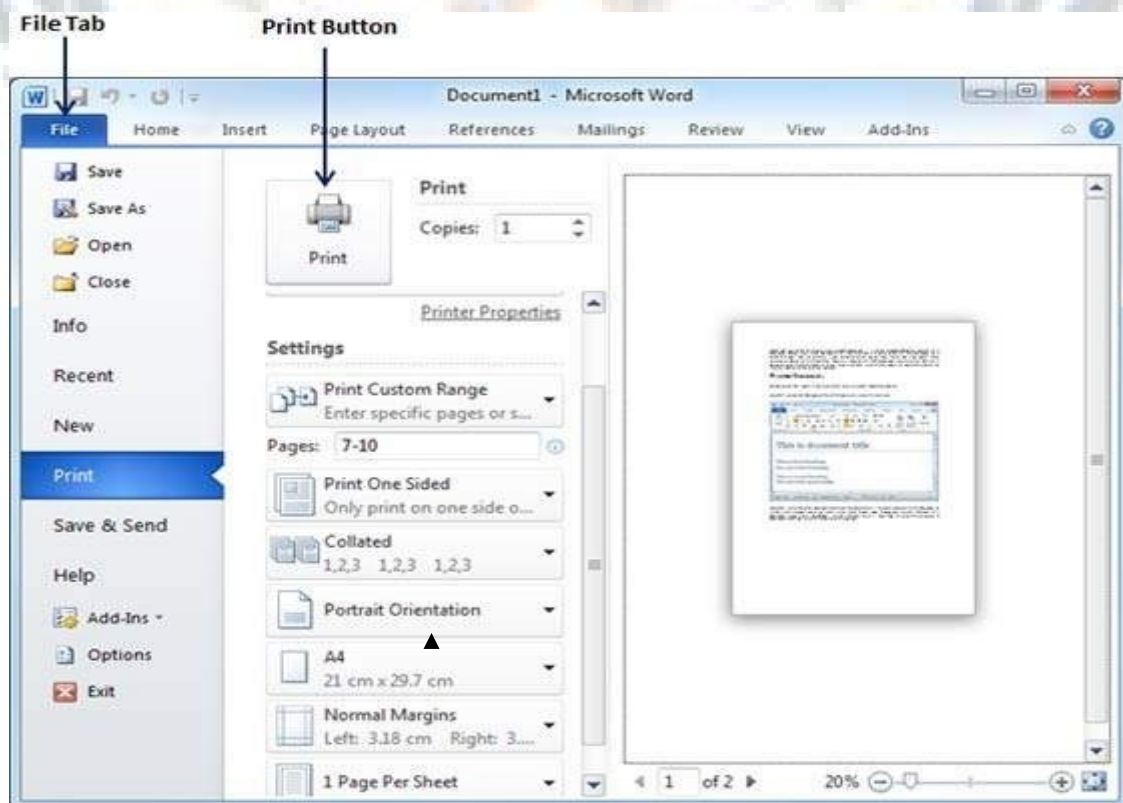 File Tab
Print Button
Document1 - Microsoft Word
File Home Insert Page Layout References Mailings Review View Add-Ins
Save
Save As
Open
Close
Info
Recent
New
Print
Save & Send
Help
Add-Ins
Options
Exit
Print
Print
Copies: 1
Printer Properties
Settings
Print Custom Range
Enter specific pages or s...
Pages: 7-10
Print One Sided
Only print on one side o...
Collated
1,2,3 1,2,3 1,2,3
Portrait Orientation
A4
21 cm x 29.7 cm
Normal Margins
Left: 3.18 cm Right: 3....
1 Page Per Sheet
This is document title
1 of 2
20%